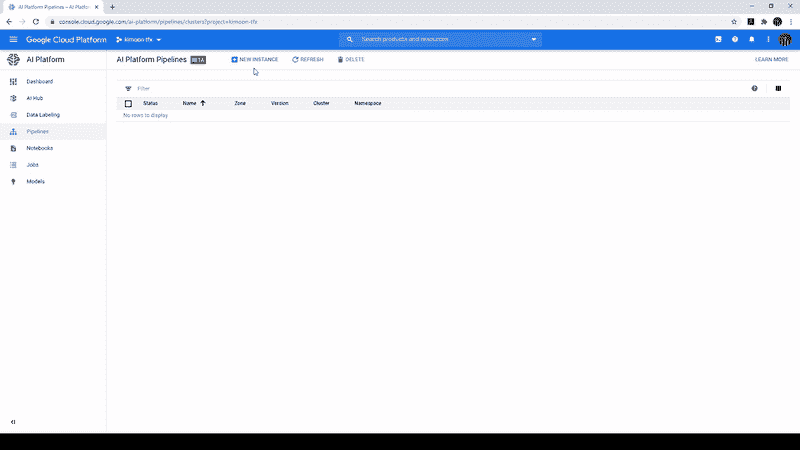 AI Platform Pipelines – AI Platfo
console.cloud.google.com/ai-platform/pipelines/clusters?project=kimoon-tfx
Google Cloud Platform
kimoon-tfx
Search products and resources
AI Platform
AI Platform Pipelines BETA
NEW INSTANCE
REFRESH
DELETE
LEARN MORE
Dashboard
AI Hub
Data Labeling
Pipelines
Notebooks
Jobs
Models
Filter
Status Name Zone Version Cluster Namespace
No rows to display